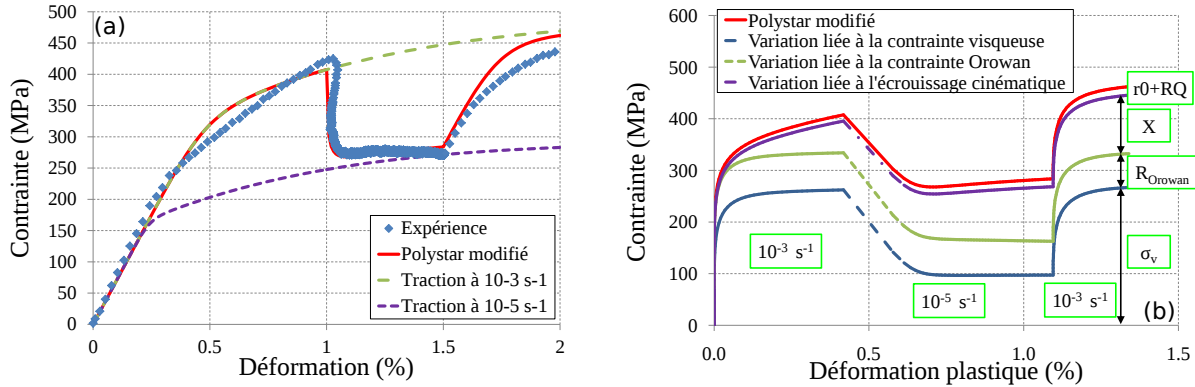 (a)
500
450
400
350
300
250
200
150
100
50
0
Contrainte (MPa)
0
0.5
1
1.5
2
Déformation (%)
Expérience
Polystar modifié
Traction à 10-3 s-1
Traction à 10-5 s-1
600
500
400
300
200
100
0
Contrainte (MPa)
Polystar modifié
Variation liée à la contrainte visqueuse
Variation liée à la contrainte Orowan
Variation liée à l'écrouissage cinématique
r0+RQ
X
R_Orowan
σ_v
10⁻³ s⁻¹
10⁻⁵ s⁻¹
10⁻³ s⁻¹
(b)
0.0
0.5
1.0
1.5
Déformation plastique (%)